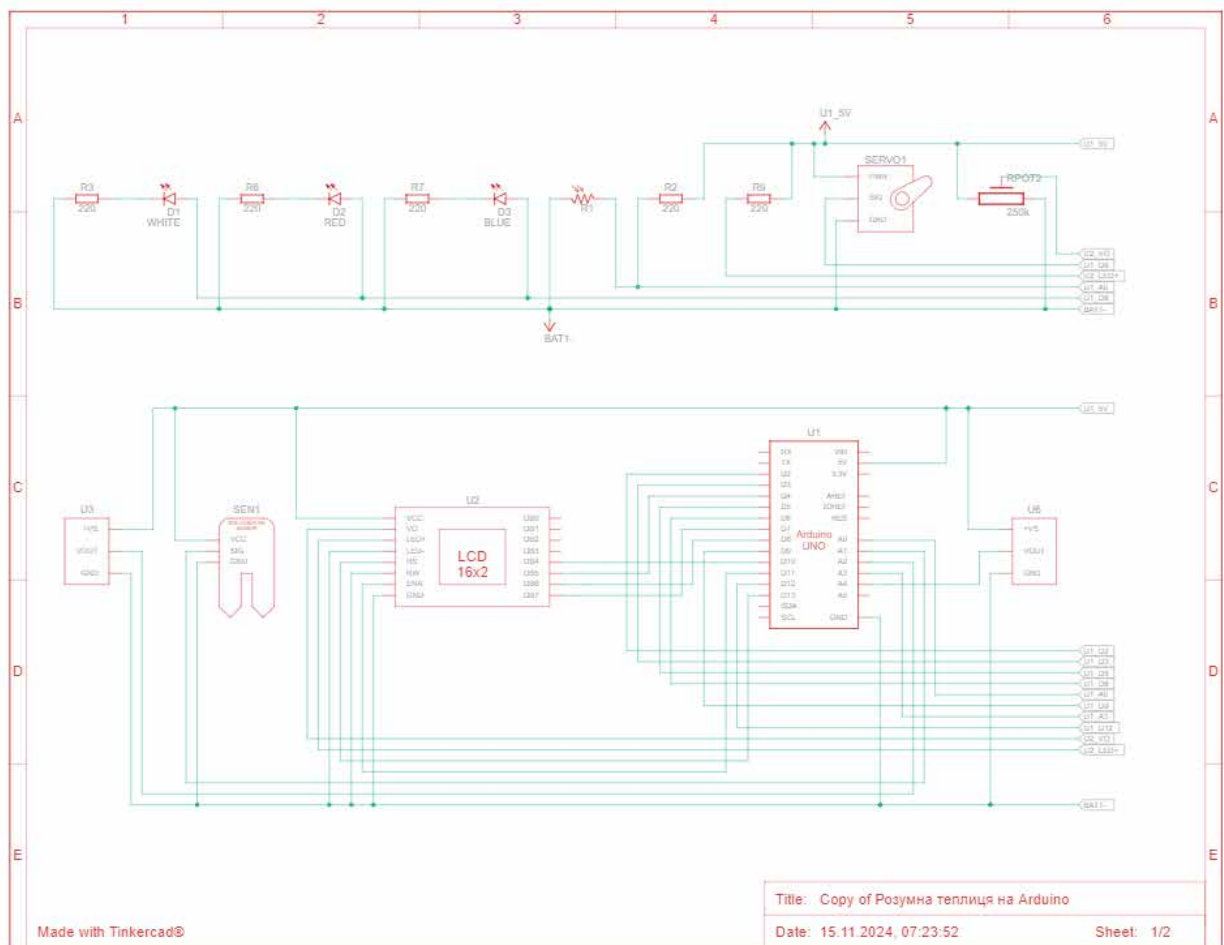 1 2 3 4 5 6
A A
U1_5V
U1_5V
SERVO1
R3 R6 R7 R2 R9 PWR RPOT2
220 D1 220 D2 220 D3 R1 220 220 SIG 250k
WHITE RED BLUE GND
U2_VO
U2_LED+
B U1_A0 B
BAT1-
BAT1-
U1_5V
U1
RX VIN
TX 5V
D2 3.3V
C D3 C
D4 AREF
U3 SEN1 U2 D5 IOREF U6
D6 RES
+VS VCC VCC DB0 D7 Arduino +VS
VO DB1 D8 UNO A0
VOUT SIG LED+ DB2 D9 A1 VOUT
LED- DB3 D10 A2
GND GND RS DB4 D11 A3 GND
RW DB5 D12 A4
ENA DB6 D13 A5
GND DB7 SDA
LCD SCL GND
16x2
U1_D2
U1_D3
D U1_D5 D
U1_D6
U1_A0
U1_D9
U1_A3
U1_D12
U2_VO
U2_LED+
BAT1-
E E
Title: Copy of Розумна теплиця на Arduino
Made with Tinkercad® Date: 15.11.2024, 07:23:52 Sheet: 1/2